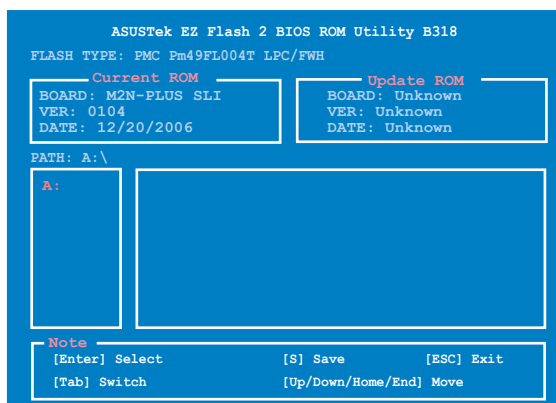 ASUSTek EZ Flash 2 BIOS ROM Utility B318
FLASH TYPE: PMC Pm49FL004T LPC/FWH
Current ROM
BOARD: M2N-PLUS SLI
VER: 0104
DATE: 12/20/2006
Update ROM
BOARD: Unknown
VER: Unknown
DATE: Unknown
PATH: A:\
A:
Note
[Enter] Select [S] Save [ESC] Exit
[Tab] Switch [Up/Down/Home/End] Move